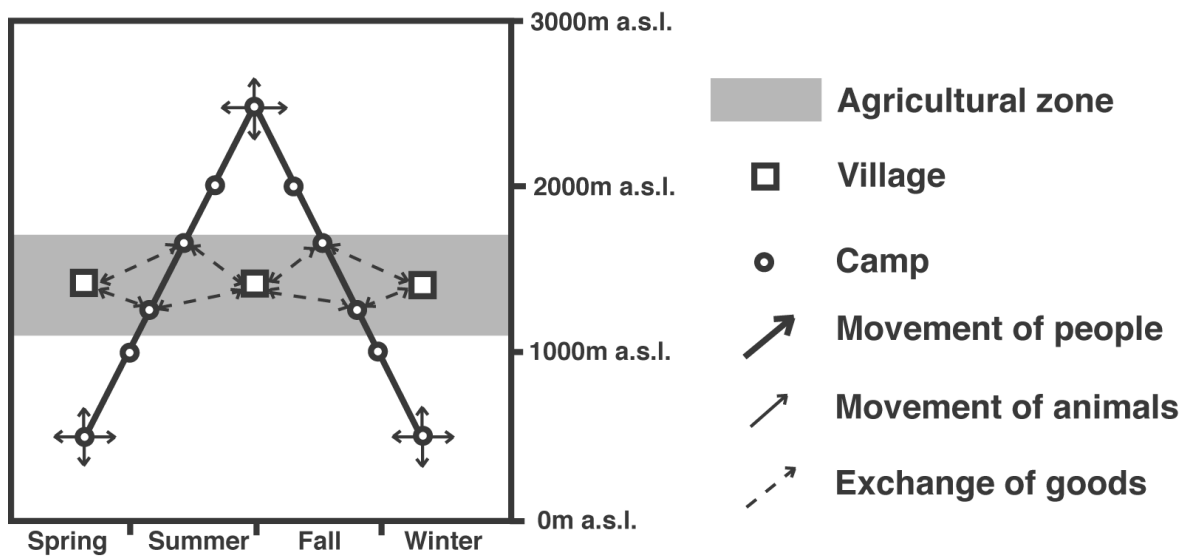 3000m a.s.l.
2000m a.s.l.
1000m a.s.l.
0m a.s.l.
Spring Summer Fall Winter
Agricultural zone
Village
Camp
Movement of people
Movement of animals
Exchange of goods